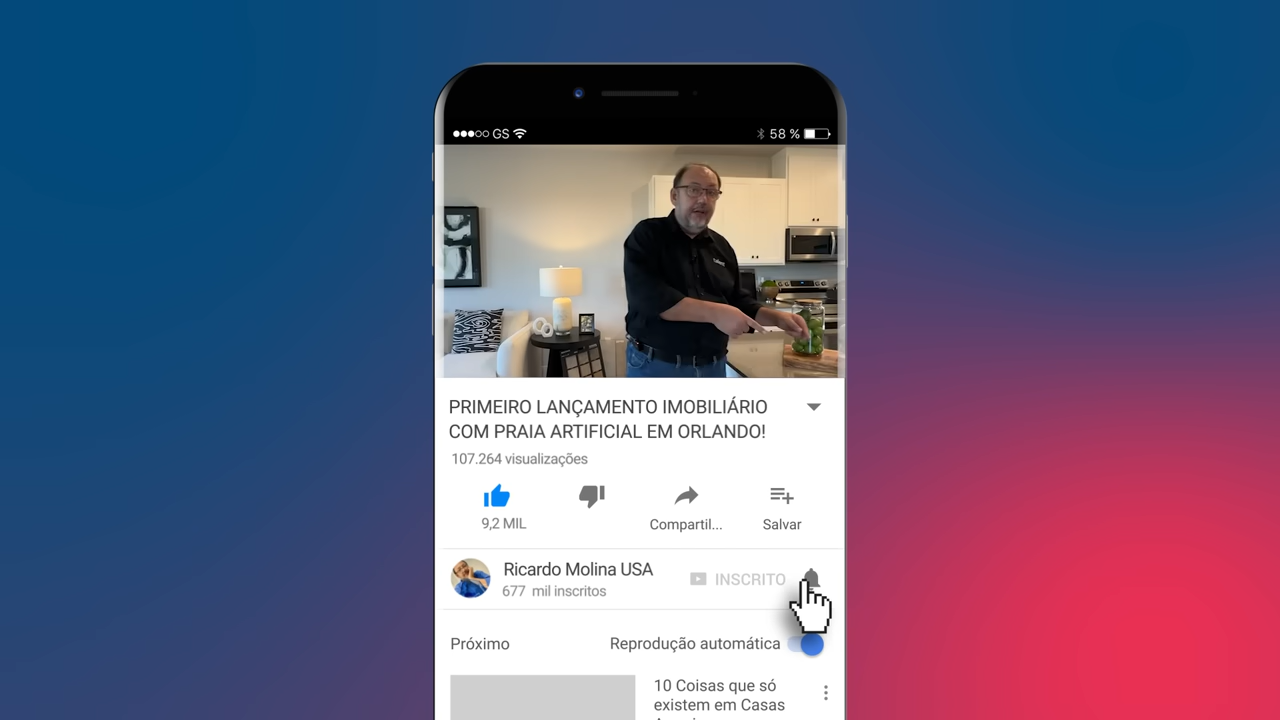 GS
58 %
PRIMEIRO LANÇAMENTO IMOBILIÁRIO
COM PRAIA ARTIFICIAL EM ORLANDO!
107.264 visualizações
9,2 MIL
Compartil...
Salvar
Ricardo Molina USA
INSCRITO
677 mil inscritos
Próximo
Reprodução automática
10 Coisas que só
existem em Casas